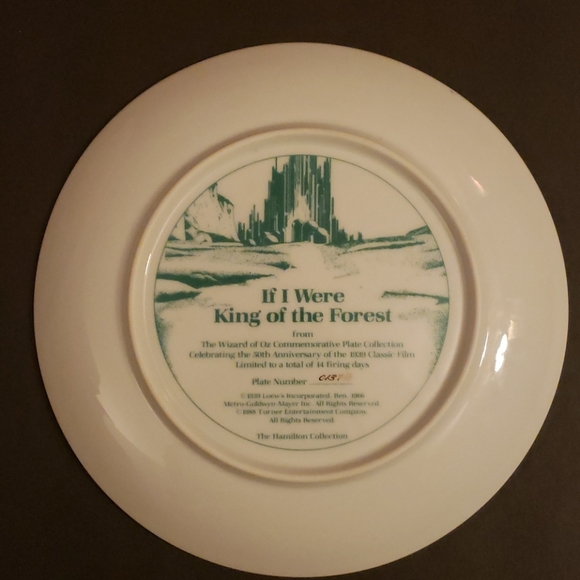 If I Were
King of the Forest
from
The Wizard of Oz Commemorative Plate Collection
Celebrating the 50th Anniversary of the 1939 Classic Film
Limited to a total of 14 firing days
Plate Number
© 1939 Loew's Incorporated. Ren. 1966
Metro-Goldwyn-Mayer Inc. All Rights Reserved.
© 1988 Turner Entertainment Company.
All Rights Reserved.
The Hamilton Collection